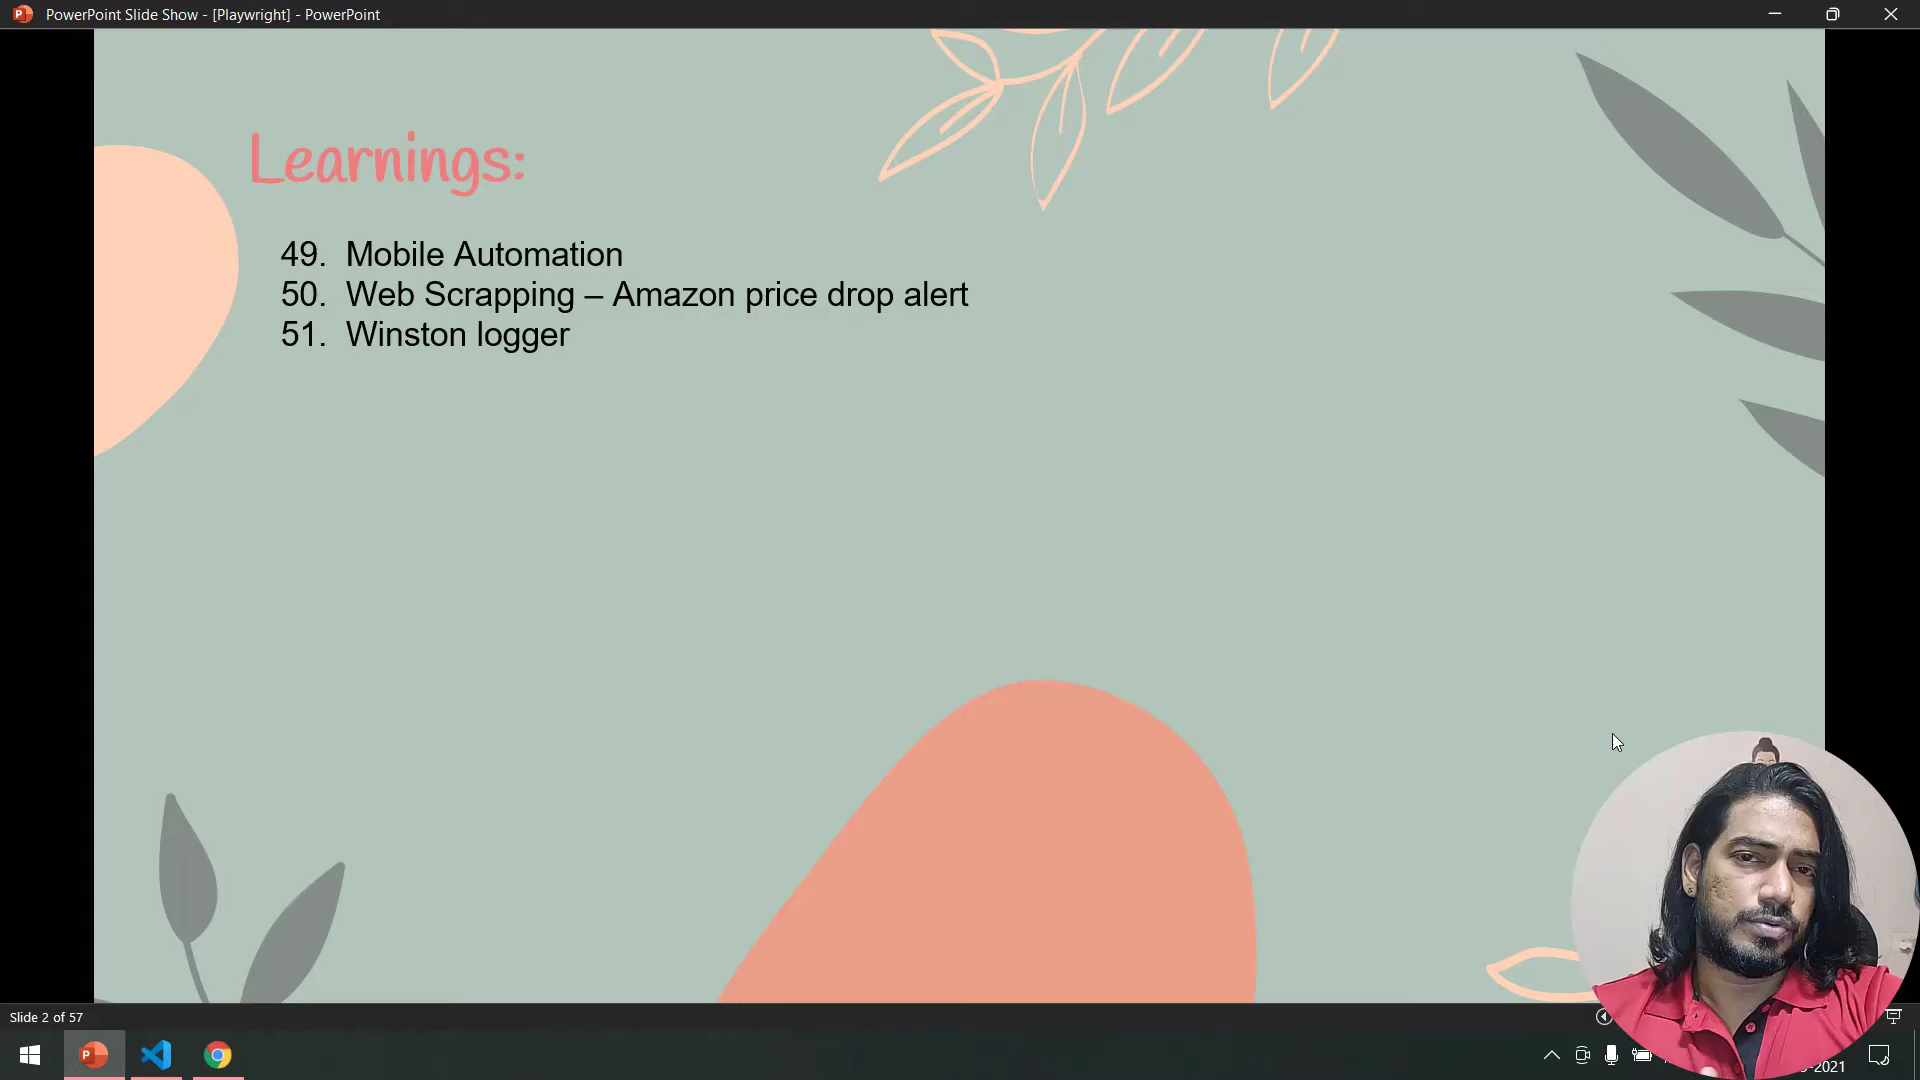 PowerPoint Slide Show - [Playwright] - PowerPoint
Learnings:
49. Mobile Automation
50. Web Scrapping – Amazon price drop alert
51. Winston logger
Slide 2 of 57
-2021